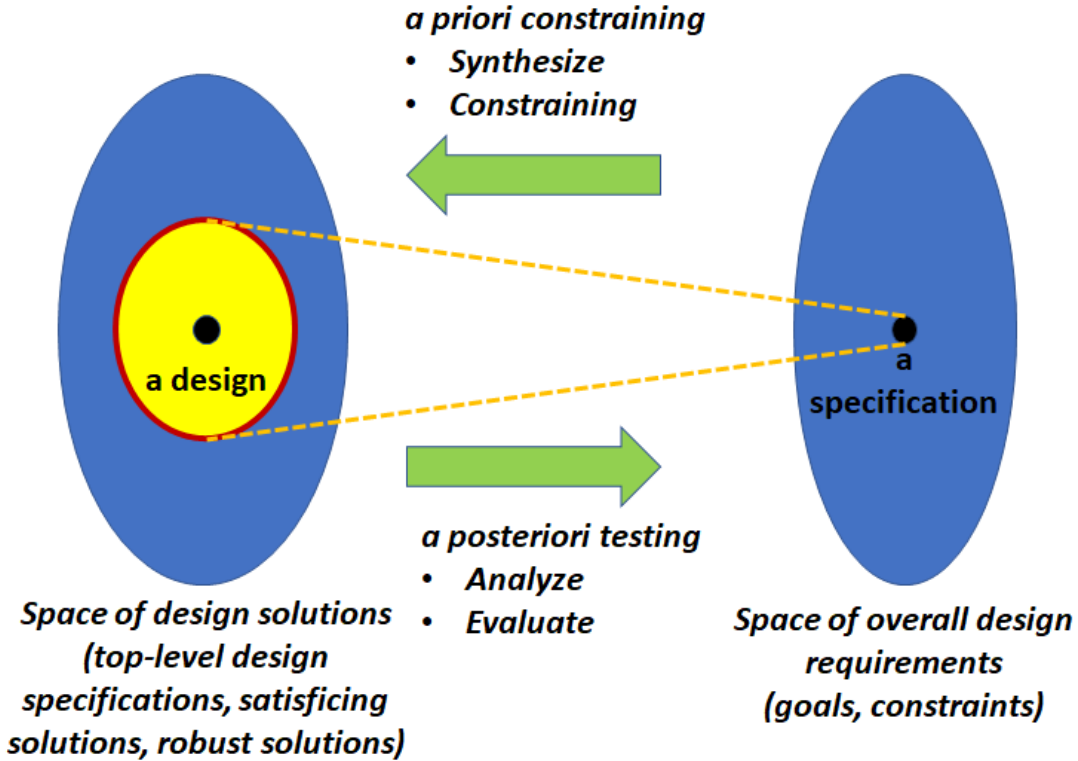 a priori constraining
• Synthesize
• Constraining
a design
a
specification
a posteriori testing
• Analyze
• Evaluate
Space of design solutions
(top-level design
specifications, satisficing
solutions, robust solutions)
Space of overall design
requirements
(goals, constraints)